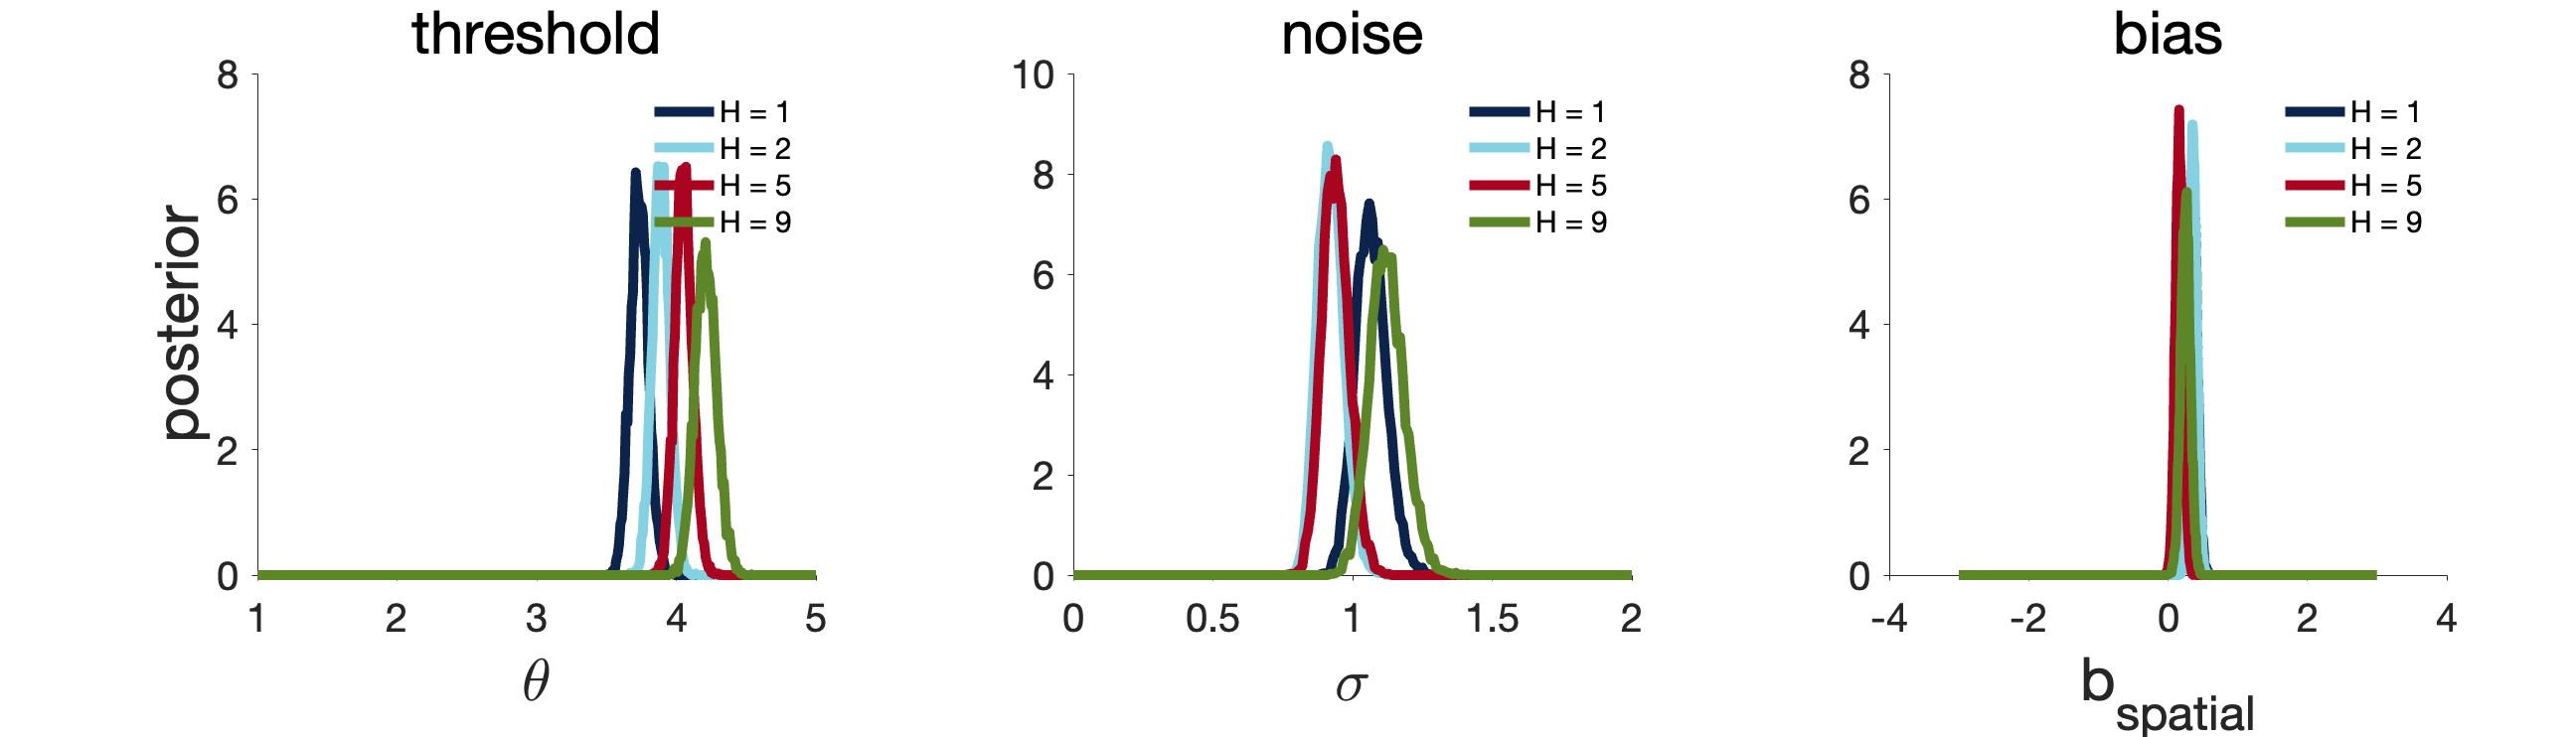 threshold
8
6
4
2
0
posterior
H = 1
H = 2
H = 5
H = 9
1 2 3 4 5
θ
noise
10
8
6
4
2
0
H = 1
H = 2
H = 5
H = 9
0 0.5 1 1.5 2
σ
bias
8
6
4
2
0
H = 1
H = 2
H = 5
H = 9
-4 -2 0 2 4
b spatial